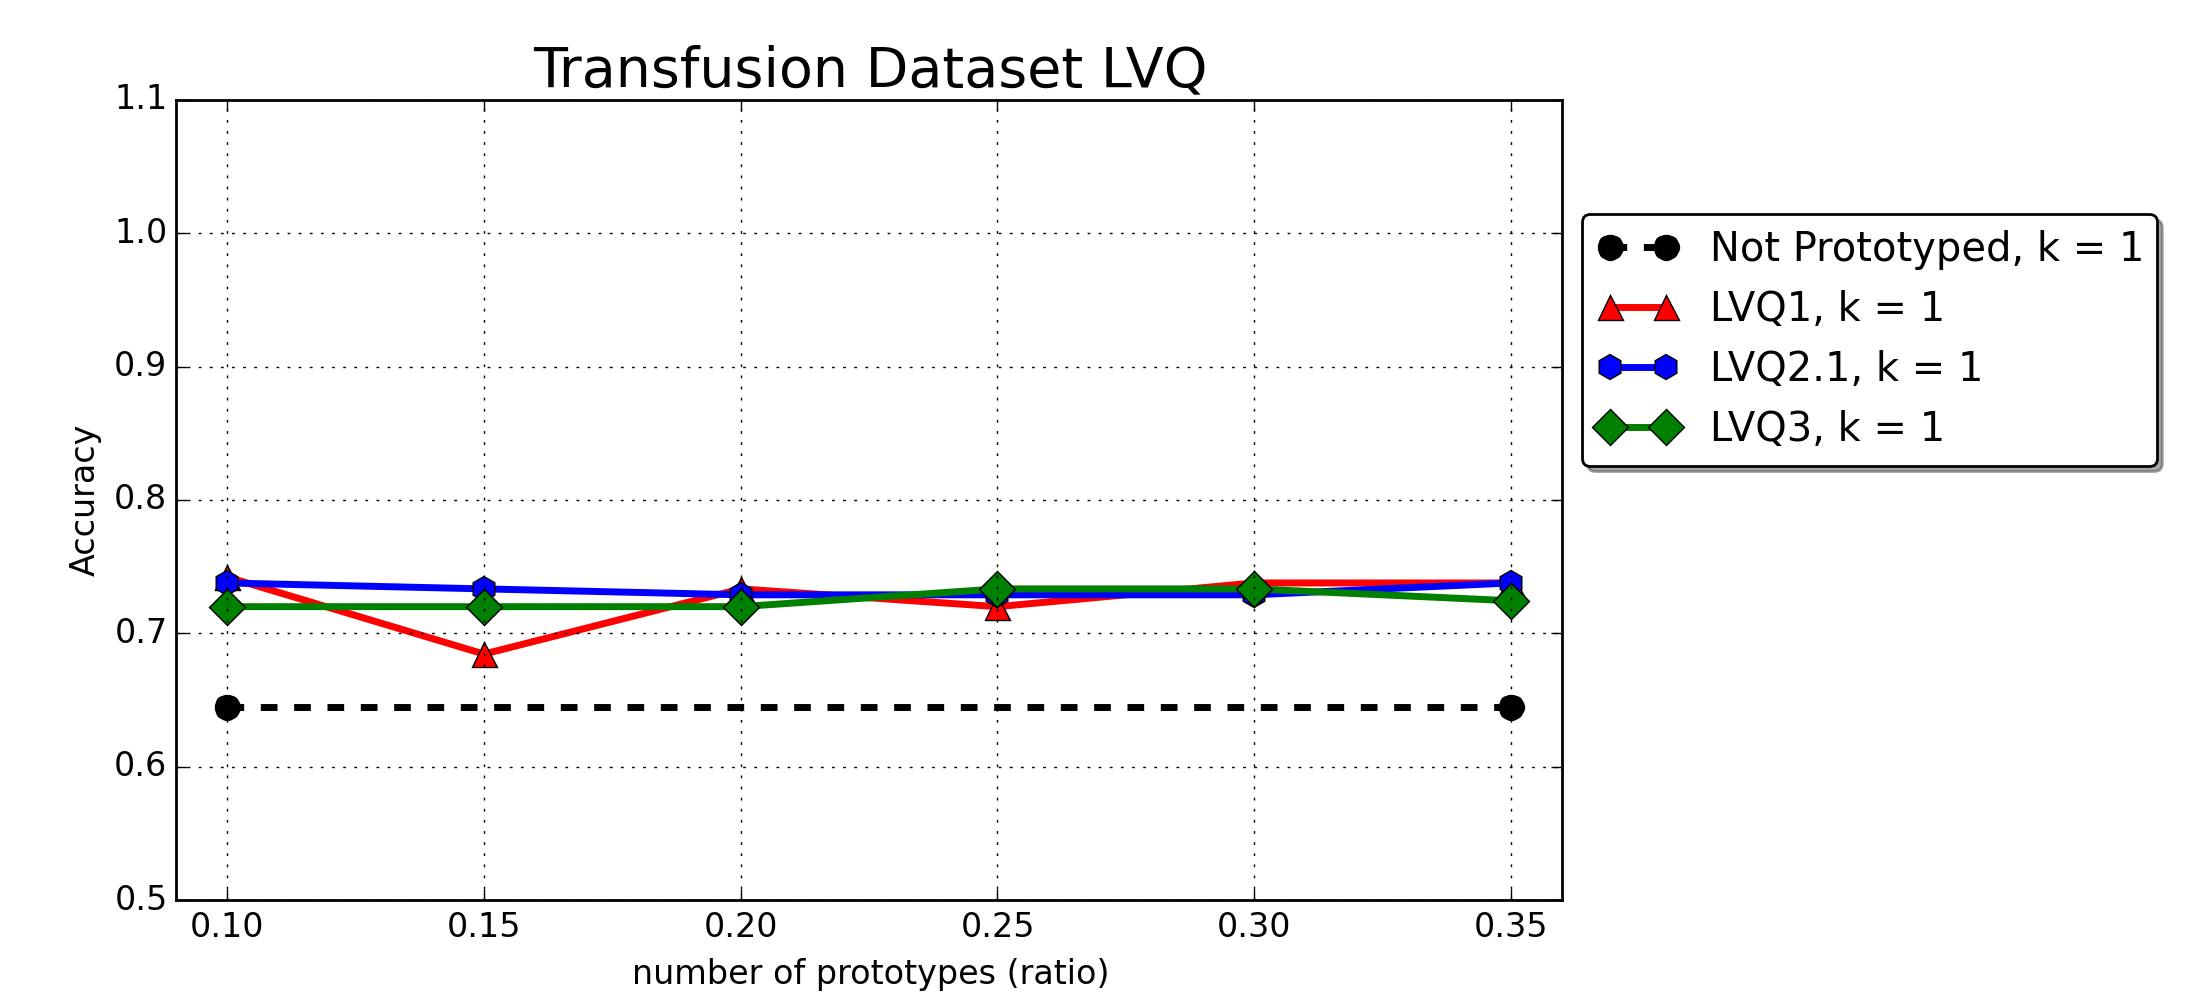 Transfusion Dataset LVQ
1.1
1.0
0.9
0.8
0.7
0.6
0.5
Accuracy
0.10 0.15 0.20 0.25 0.30 0.35
number of prototypes (ratio)
Not Prototyped, k = 1
LVQ1, k = 1
LVQ2.1, k = 1
LVQ3, k = 1